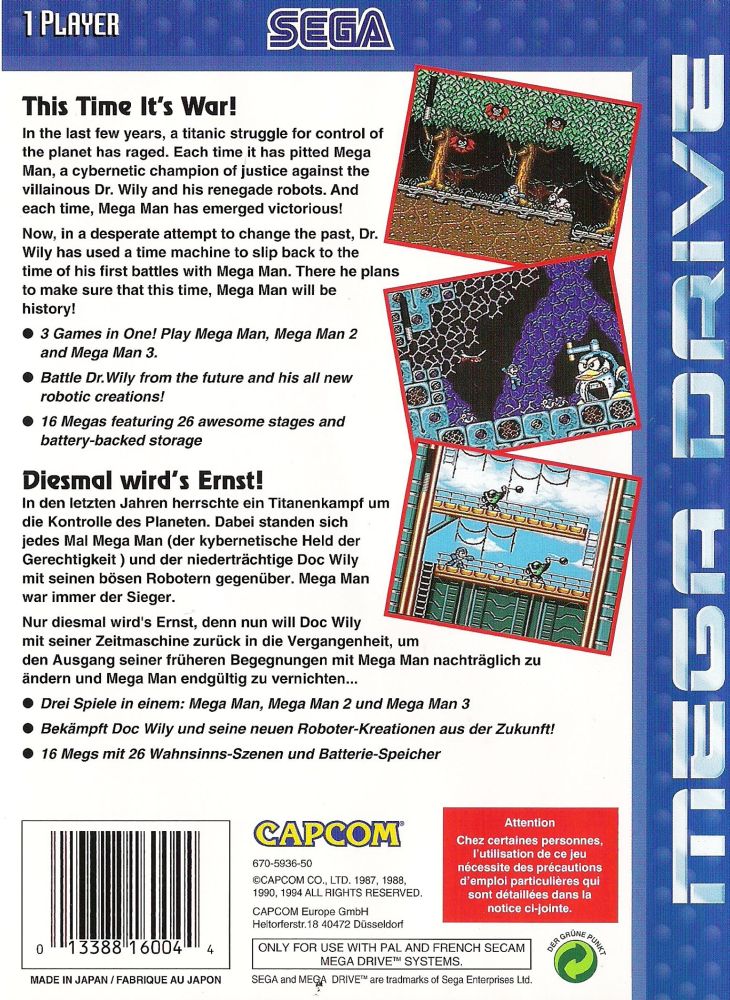 1 PLAYER
SEGA
MEGA DRIVE
This Time It's War!
In the last few years, a titanic struggle for control of
the planet has raged. Each time it has pitted Mega
Man, a cybernetic champion of justice against the
villainous Dr. Wily and his renegade robots. And
each time, Mega Man has emerged victorious!
Now, in a desperate attempt to change the past, Dr.
Wily has used a time machine to slip back to the
time of his first battles with Mega Man. There he plans
to make sure that this time, Mega Man will be
history!
● 3 Games in One! Play Mega Man, Mega Man 2
and Mega Man 3.
● Battle Dr.Wily from the future and his all new
robotic creations!
● 16 Megas featuring 26 awesome stages and
battery-backed storage
Diesmal wird's Ernst!
In den letzten Jahren herrschte ein Titanenkampf um
die Kontrolle des Planeten. Dabei standen sich
jedes Mal Mega Man (der kybernetische Held der
Gerechtigkeit ) und der niederträchtige Doc Wily
mit seinen bösen Robotern gegenüber. Mega Man
war immer der Sieger.
Nur diesmal wird's Ernst, denn nun will Doc Wily
mit seiner Zeitmaschine zurück in die Vergangenheit, um
den Ausgang seiner früheren Begegnungen mit Mega Man nachträglich zu
ändern und Mega Man endgültig zu vernichten...
● Drei Spiele in einem: Mega Man, Mega Man 2 und Mega Man 3
● Bekämpft Doc Wily und seine neuen Roboter-Kreationen aus der Zukunft!
● 16 Megs mit 26 Wahnsinns-Szenen und Batterie-Speicher
0 13388 16004 4
MADE IN JAPAN / FABRIQUE AU JAPON
CAPCOM
670-5936-50
©CAPCOM CO., LTD. 1987, 1988,
1990, 1994 ALL RIGHTS RESERVED.
CAPCOM Europe GmbH
Heltorferstr.18 40472 Düsseldorf
ONLY FOR USE WITH PAL AND FRENCH SECAM
MEGA DRIVE™ SYSTEMS.
SEGA and MEGA DRIVE™ are trademarks of Sega Enterprises Ltd.
Attention
Chez certaines personnes,
l'utilisation de ce jeu
nécessite des précautions
d'emploi particulières qui
sont détaillées dans la
notice ci-jointe.
DER GRÜNE PUNKT